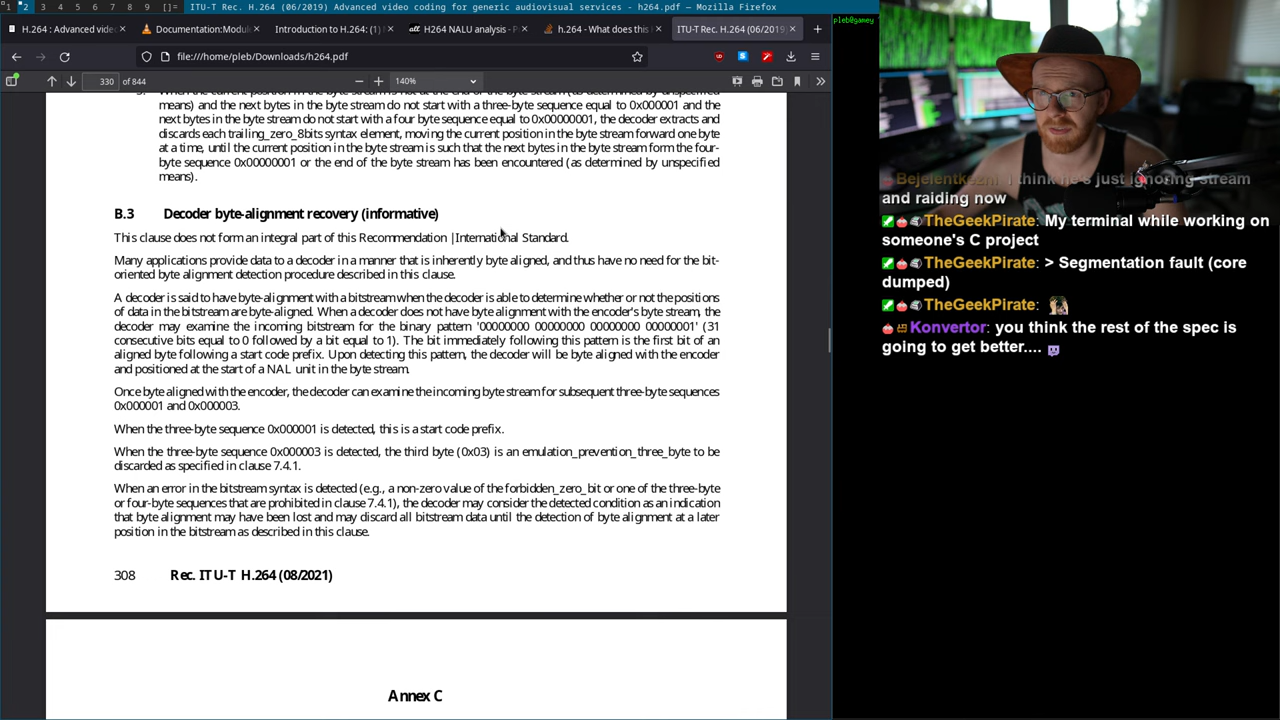 1 2 3 4 5 6 7 8 9 []= ITU-T Rec. H.264 (06/2019) Advanced video coding for generic audiovisual services - h264.pdf — Mozilla Firefox
pleb@gamey
H.264 : Advanced vide
Documentation:Modul
Introduction to H.264: (1)
H264 NALU analysis - P
h.264 - What does this
ITU-T Rec. H.264 (06/2019)
file:///home/pleb/Downloads/h264.pdf
330 of 844
140%
means) and the next bytes in the byte stream do not start with a three-byte sequence equal to 0x000001 and the
next bytes in the byte stream do not start with a four byte sequence equal to 0x00000001, the decoder extracts and
discards each trailing_zero_8bits syntax element, moving the current position in the byte stream forward one byte
at a time, until the current position in the byte stream is such that the next bytes in the byte stream form the four-
byte sequence 0x00000001 or the end of the byte stream has been encountered (as determined by unspecified
means).
B.3 Decoder byte-alignment recovery (informative)
This clause does not form an integral part of this Recommendation | International Standard.
Many applications provide data to a decoder in a manner that is inherently byte aligned, and thus have no need for the bit-
oriented byte alignment detection procedure described in this clause.
A decoder is said to have byte-alignment with a bitstream when the decoder is able to determine whether or not the positions
of data in the bitstream are byte-aligned. When a decoder does not have byte alignment with the encoder's byte stream, the
decoder may examine the incoming bitstream for the binary pattern '00000000 00000000 00000000 00000001' (31
consecutive bits equal to 0 followed by a bit equal to 1). The bit immediately following this pattern is the first bit of an
aligned byte following a start code prefix. Upon detecting this pattern, the decoder will be byte aligned with the encoder
and positioned at the start of a NAL unit in the byte stream.
Once byte aligned with the encoder, the decoder can examine the incoming byte stream for subsequent three-byte sequences
0x000001 and 0x000003.
When the three-byte sequence 0x000001 is detected, this is a start code prefix.
When the three-byte sequence 0x000003 is detected, the third byte (0x03) is an emulation_prevention_three_byte to be
discarded as specified in clause 7.4.1.
When an error in the bitstream syntax is detected (e.g., a non-zero value of the forbidden_zero_bit or one of the three-byte
or four-byte sequences that are prohibited in clause 7.4.1), the decoder may consider the detected condition as an indication
that byte alignment may have been lost and may discard all bitstream data until the detection of byte alignment at a later
position in the bitstream as described in this clause.
308 Rec. ITU-T H.264 (08/2021)
Annex C
I think he's just ignoring stream
and raiding now
TheGeekPirate: My terminal while working on
someone's C project
TheGeekPirate: > Segmentation fault (core
dumped)
TheGeekPirate:
Konvertor: you think the rest of the spec is
going to get better....